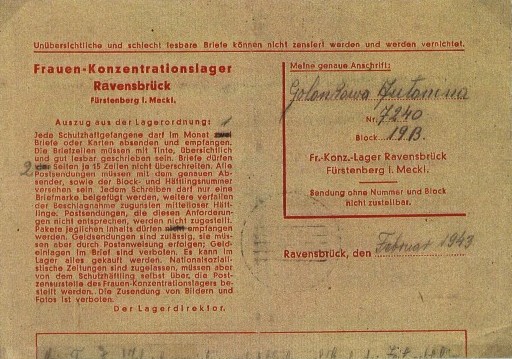 Unübersichtliche und schlecht lesbare Briefe können nicht zensiert werden und werden vernichtet.
Frauen-Konzentrationslager
Ravensbrück
Fürstenberg i. Meckl.
Auszug aus der Lagerordnung:
Jede Schutzhaftgefangene darf im Monat zwei
Briefe oder Karten absenden und empfangen.
Die Briefzeilen müssen mit Tinte, übersichtlich
und gut lesbar geschrieben sein. Briefe dürfen
2 Seiten je 15 Zeilen nicht überschreiten. Alle
Postsendungen müssen mit dem genauen Ab-
sender, sowie der Block- und Häftlingsnummer
versehen sein. Jedem Schreiben darf nur eine
Briefmarke beigefügt werden, weitere verfallen
der Beschlagnahme zugunsten mittelloser Häft-
linge. Postsendungen, die diesen Anforderun-
gen nicht entsprechen, werden nicht zugestellt.
Pakete jeglichen Inhalts dürfen nicht empfangen
werden. Geldsendungen sind zulässig, sie müs-
sen aber durch Postanweisung erfolgen; Geld-
einlagen im Brief sind verboten. Es kann im
Lager alles gekauft werden. Nationalsozial-
istische Zeitungen sind zugelassen, müssen aber
von dem Schutzhäftling selbst über, die Post-
zensurstelle des Frauen-Konzentrationslagers be-
stellt werden. Die Zusendung von Bildern und
Fotos ist verboten.
Der Lagerdirektor.
Meine genaue Anschrift:
Golonkowa Antonina
Nr. 7240
Block 19B.
Fr.-Konz.-Lager Ravensbrück
Fürstenberg i. Meckl.
Sendung ohne Nummer und Block
nicht zustellbar.
Ravensbrück, den Februar 1943